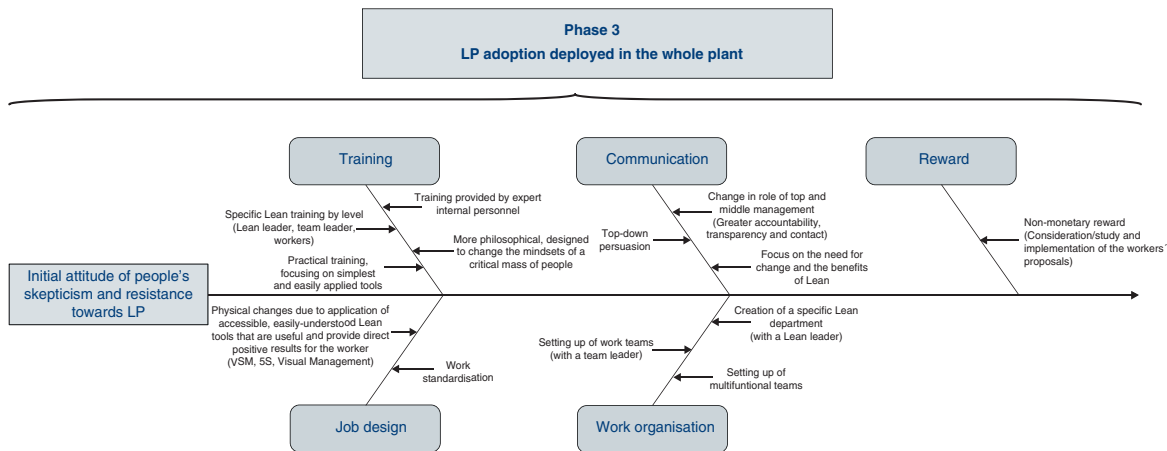 Phase 3
LP adoption deployed in the whole plant
Training
Communication
Reward
Training provided by expert
internal personnel
Specific Lean training by level
(Lean leader, team leader,
workers)
More philosophical, designed
to change the mindsets of a
critical mass of people
Practical training,
focusing on simplest
and easily applied tools
Change in role of top and
middle management
(Greater accountability,
transparency and contact)
Top-down
persuasion
Focus on the need for
change and the benefits
of Lean
Non-monetary reward
(Consideration/study and
implementation of the workers´
proposals)
Initial attitude of people's
skepticism and resistance
towards LP
Physical changes due to application of
accessible, easily-understood Lean
tools that are useful and provide direct
positive results for the worker
(VSM, 5S, Visual Management)
Work
standardisation
Creation of a specific Lean
department
(with a Lean leader)
Setting up of work teams
(with a team leader)
Setting up of
multifuntional teams
Job design
Work organisation